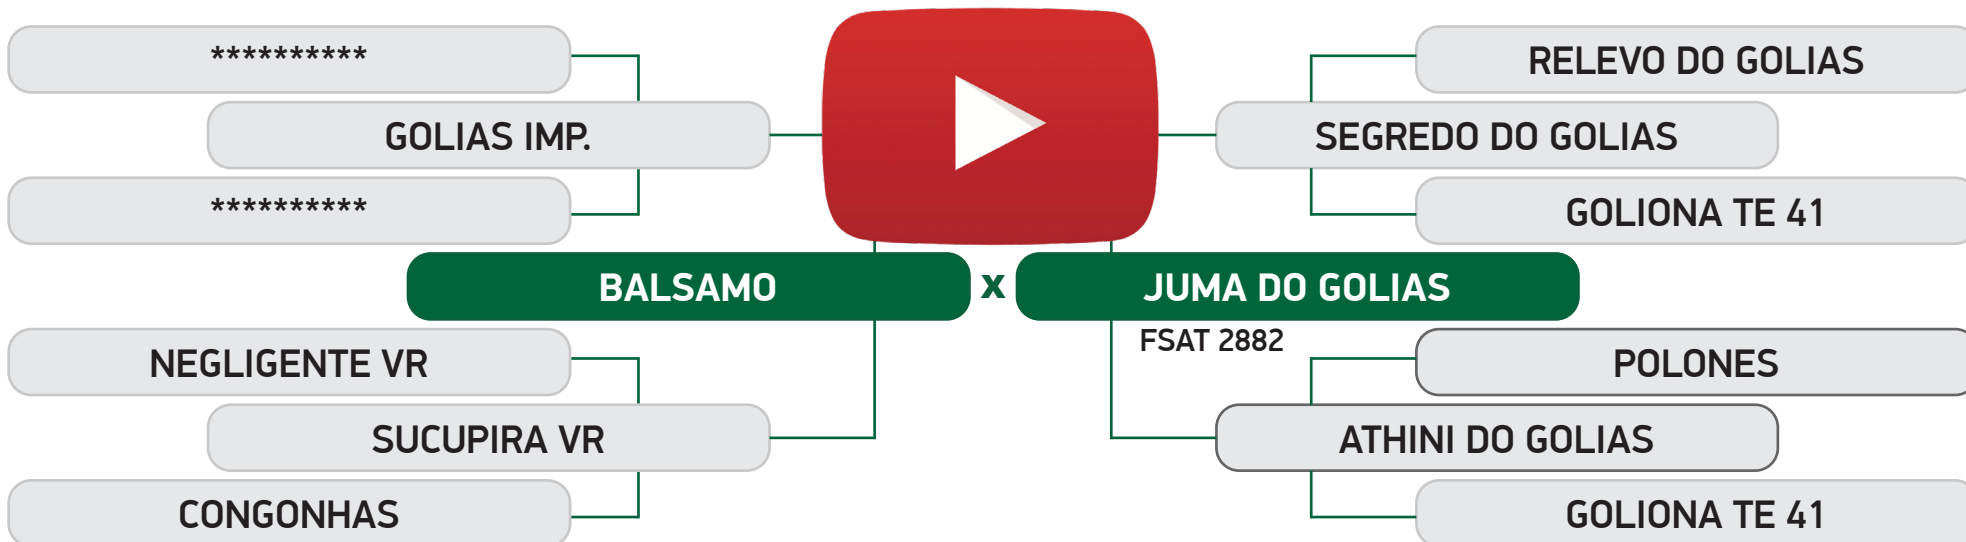 **********
RELEVO DO GOLIAS
GOLIAS IMP.
SEGREDO DO GOLIAS
**********
GOLIONA TE 41
BALSAMO
x
JUMA DO GOLIAS
FSAT 2882
NEGLIGENTE VR
POLONES
SUCUPIRA VR
ATHINI DO GOLIAS
CONGONHAS
GOLIONA TE 41